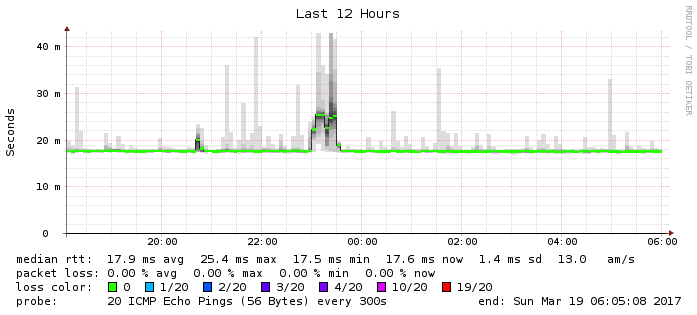 Last 12 Hours
RRDTOOL / TOBI OETIKER
Seconds
40 m
30 m
20 m
10 m
0
20:00 22:00 00:00 02:00 04:00 06:00
median rtt: 17.9 ms avg 25.4 ms max 17.5 ms min 17.6 ms now 1.4 ms sd 13.0 am/s
packet loss: 0.00 % avg 0.00 % max 0.00 % min 0.00 % now
loss color: 0 1/20 2/20 3/20 4/20 10/20 19/20
probe: 20 ICMP Echo Pings (56 Bytes) every 300s end: Sun Mar 19 06:05:08 2017